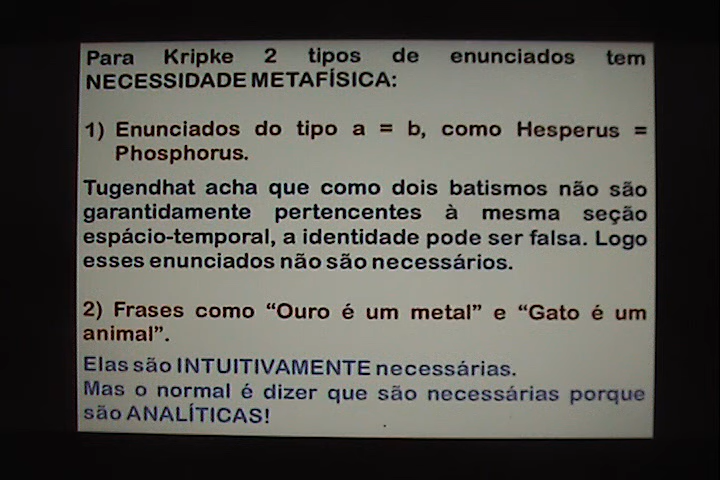 Para Kripke 2 tipos de enunciados tem
NECESSIDADE METAFÍSICA:
1) Enunciados do tipo a = b, como Hesperus =
Phosphorus.
Tugendhat acha que como dois batismos não são
garantidamente pertencentes à mesma seção
espácio-temporal, a identidade pode ser falsa. Logo
esses enunciados não são necessários.
2) Frases como “Ouro é um metal” e “Gato é um
animal”.
Elas são INTUITIVAMENTE necessárias.
Mas o normal é dizer que são necessárias porque
são ANALÍTICAS!